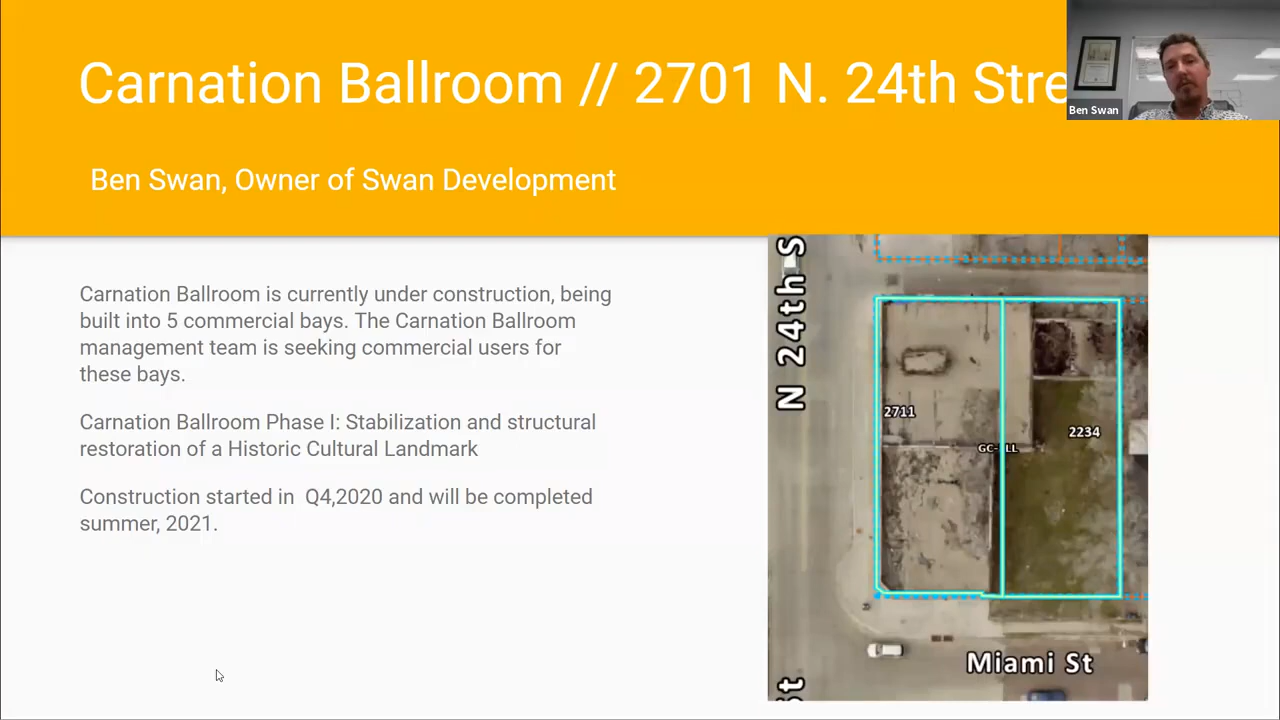 Carnation Ballroom // 2701 N. 24th Stre
Ben Swan
Ben Swan, Owner of Swan Development
Carnation Ballroom is currently under construction, being
built into 5 commercial bays. The Carnation Ballroom
management team is seeking commercial users for
these bays.
Carnation Ballroom Phase I: Stabilization and structural
restoration of a Historic Cultural Landmark
Construction started in  Q4,2020 and will be completed
summer, 2021.
N 24th S
2711
2234
GC- LL
Miami St
st